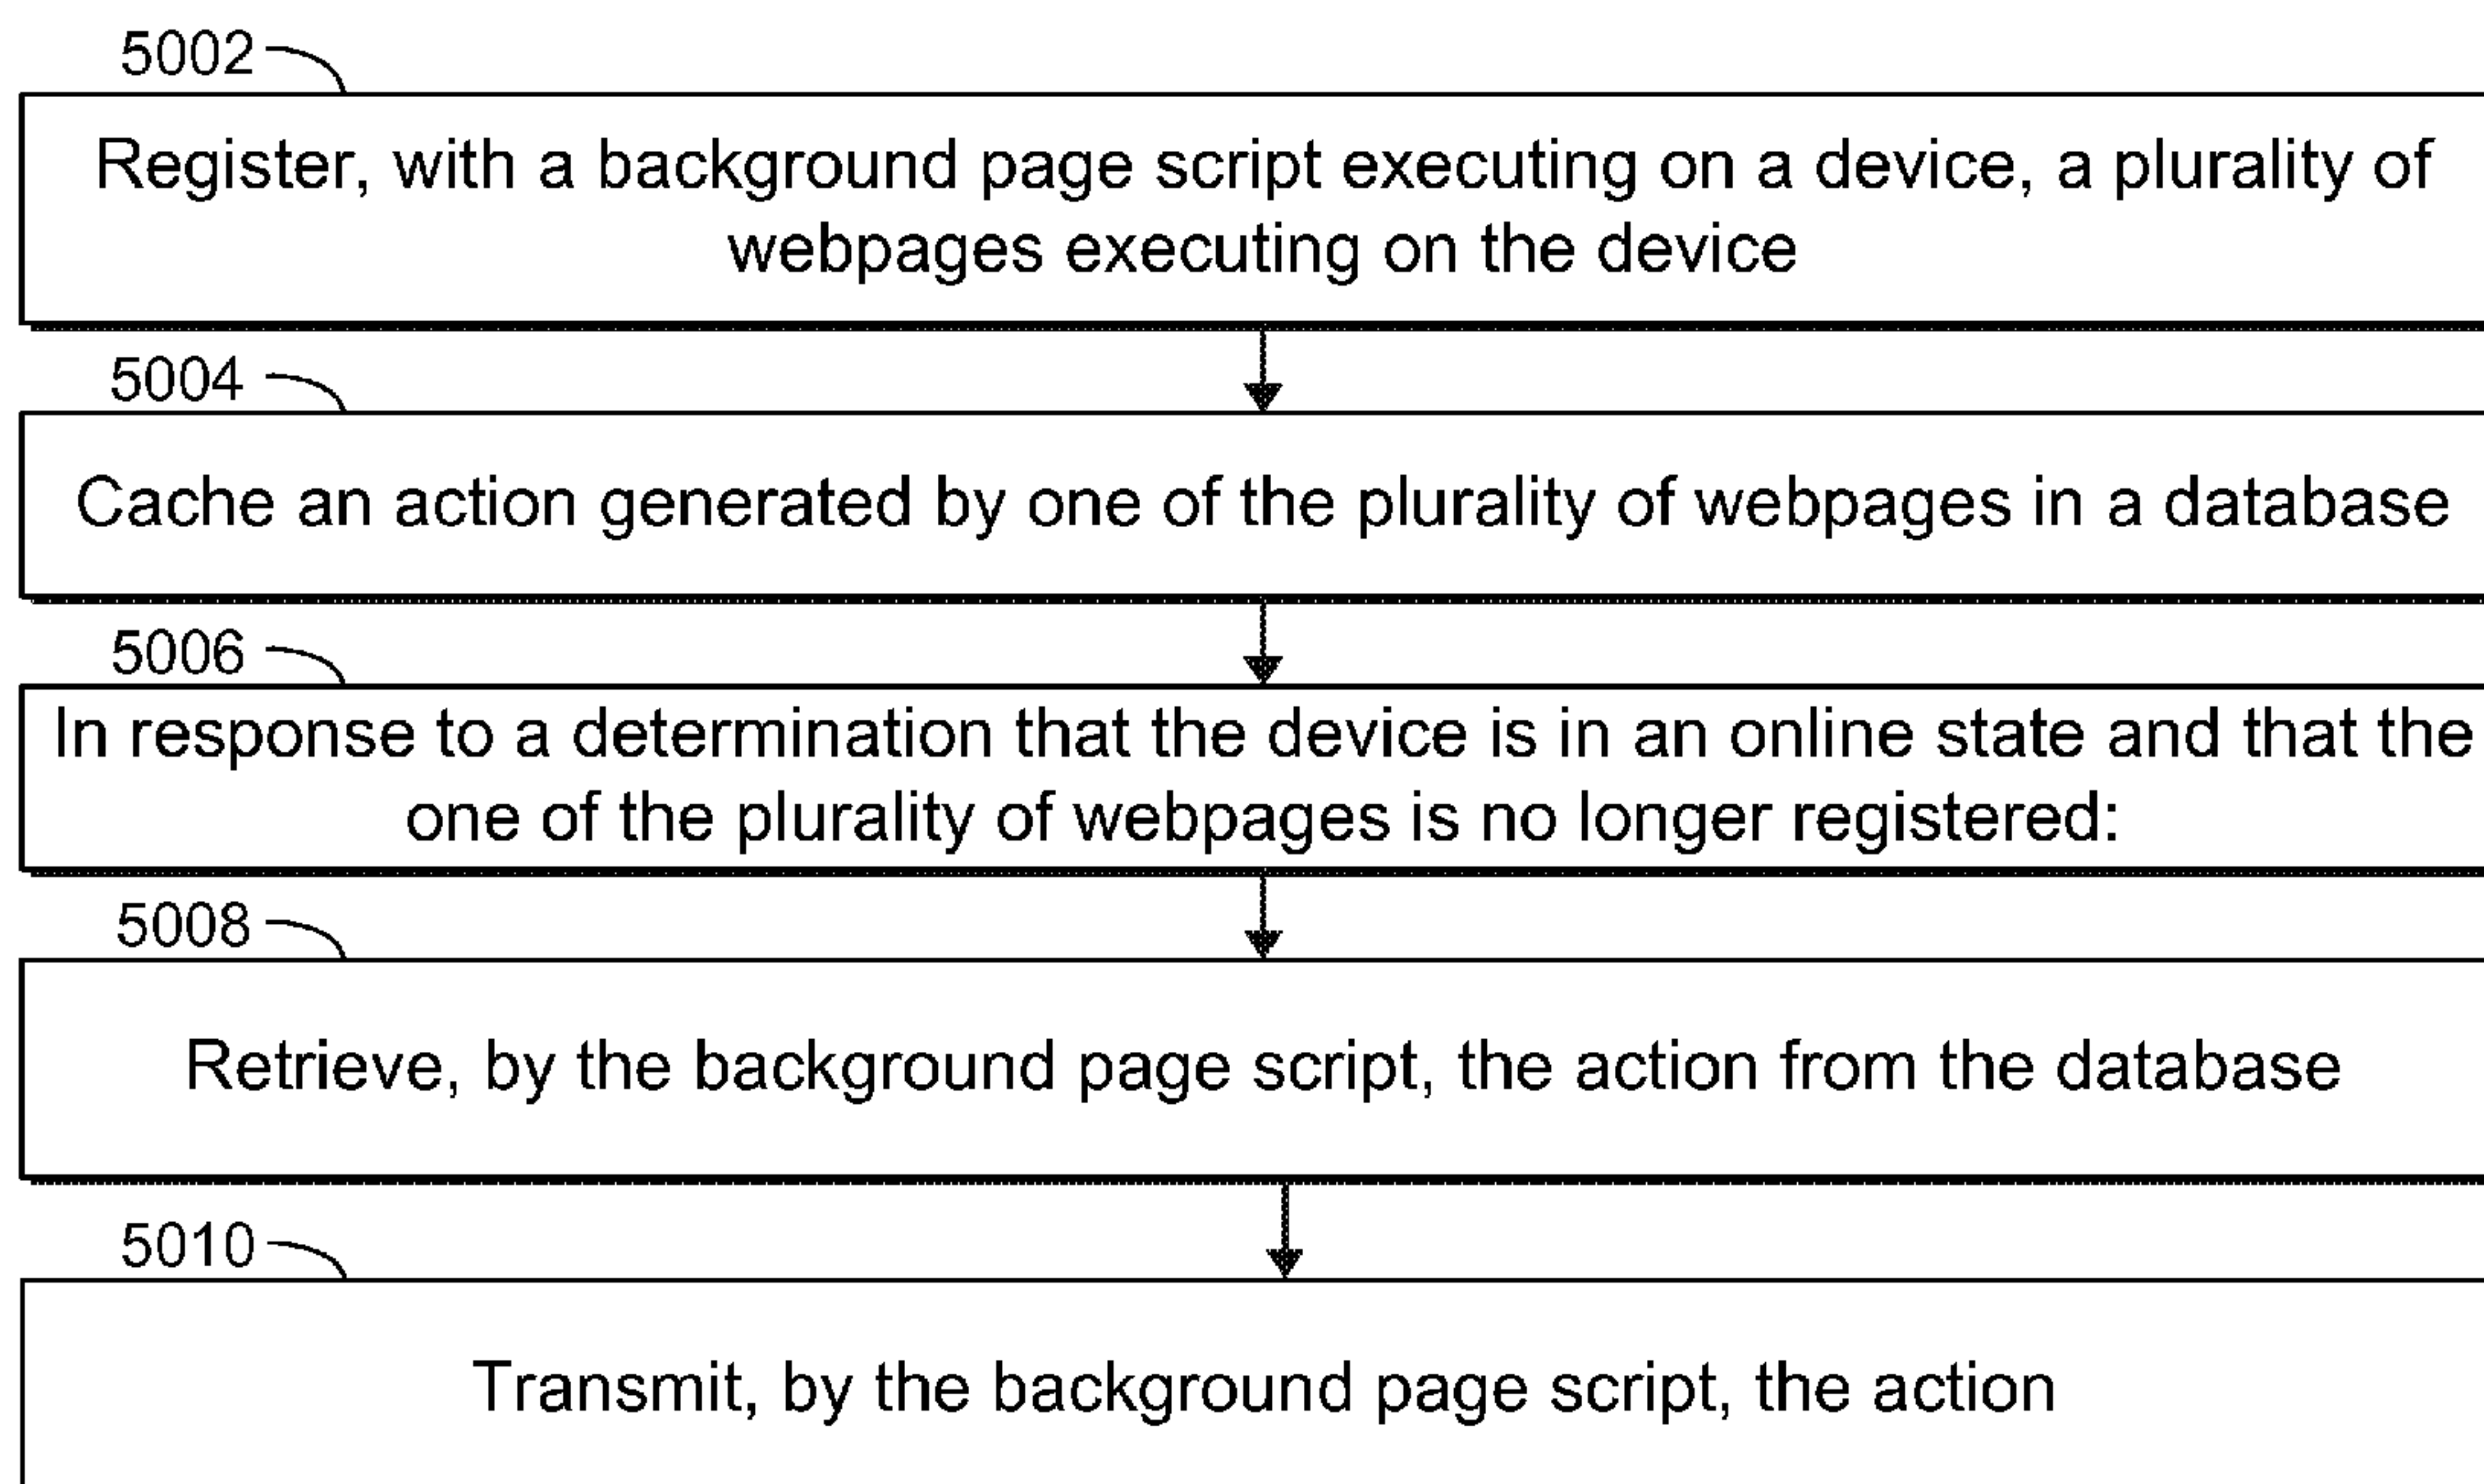 5002
Register, with a background page script executing on a device, a plurality of
webpages executing on the device
5004
Cache an action generated by one of the plurality of webpages in a database
5006
In response to a determination that the device is in an online state and that the
one of the plurality of webpages is no longer registered:
5008
Retrieve, by the background page script, the action from the database
5010
Transmit, by the background page script, the action